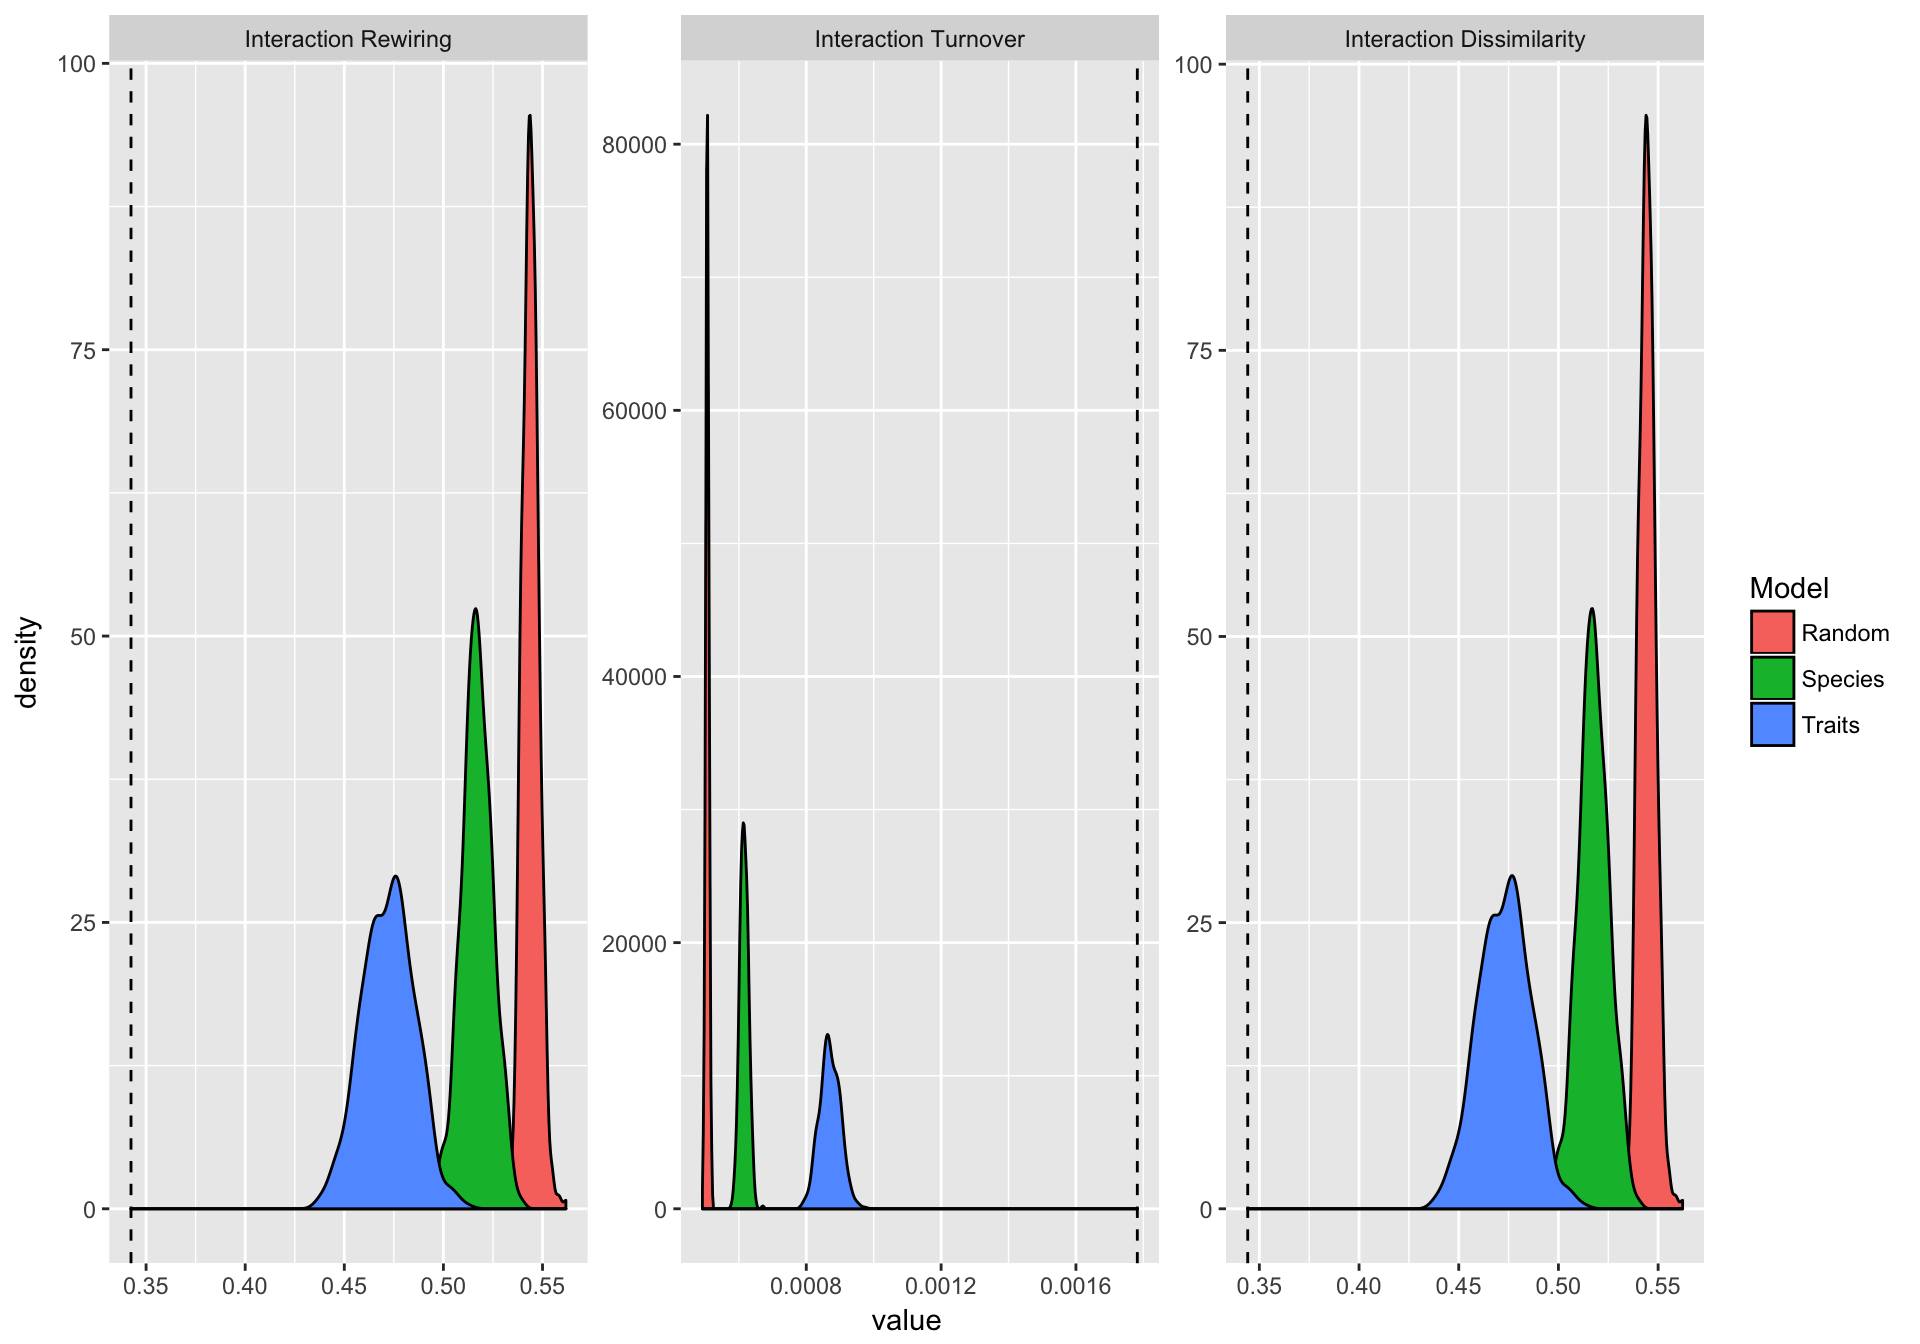 Interaction Rewiring
Interaction Turnover
Interaction Dissimilarity
density
100
75
50
25
0
0.35 0.40 0.45 0.50 0.55
80000
60000
40000
20000
0
0.0008 0.0012 0.0016
100
75
50
25
0
0.35 0.40 0.45 0.50 0.55
value
Model
Random
Species
Traits